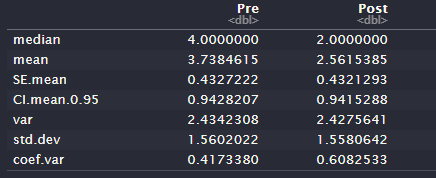 Pre Post
<dbl> <dbl>
median 4.0000000 2.0000000
mean 3.7384615 2.5615385
SE.mean 0.4327222 0.4321293
CI.mean.0.95 0.9428207 0.9415288
var 2.4342308 2.4275641
std.dev 1.5602022 1.5580642
coef.var 0.4173380 0.6082533